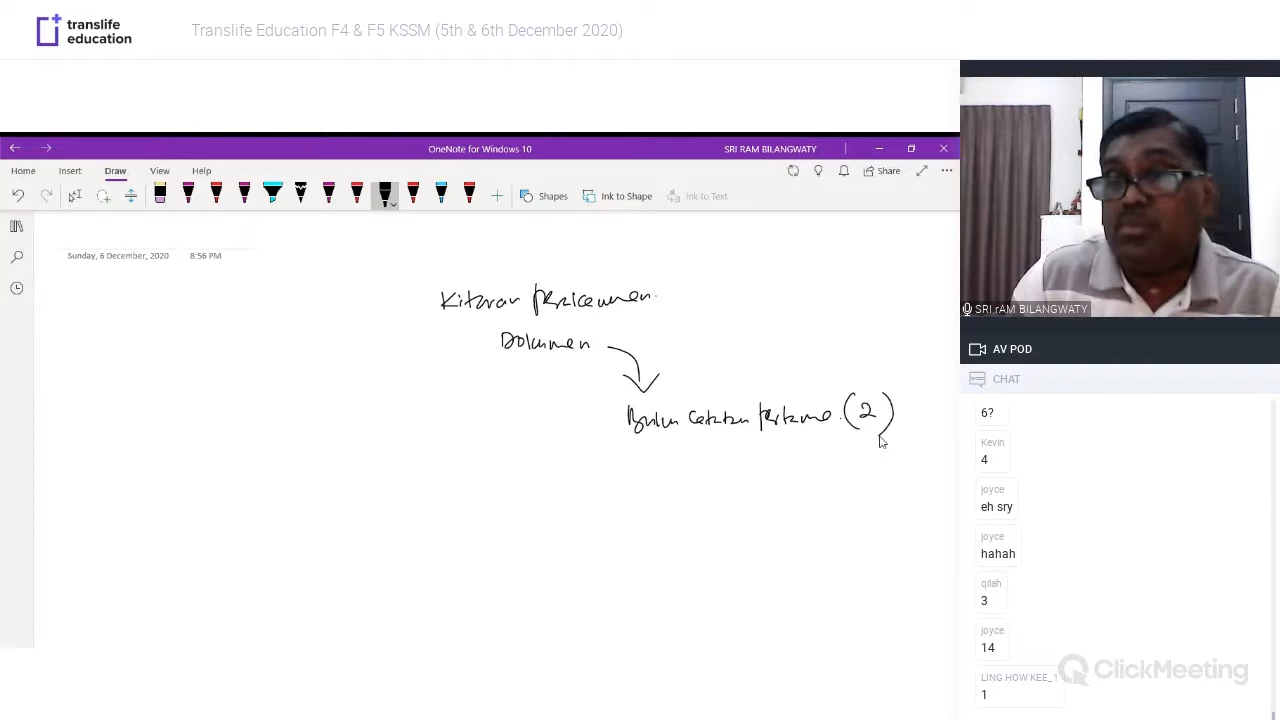 translife
education
Translife Education F4 & F5 KSSM (5th & 6th December 2020)
OneNote for Windows 10
SRI RAM BILANGWATY
Home Insert Draw View Help
Share
Shapes Ink to Shape Ink to Text
Sunday, 6 December, 2020 8:56 PM
Kitaran Perakaunan
Dokumen
Buku Catatan Pertama (2)
SRI rAM BILANGWATY
AV POD
CHAT
6?
Kevin
4
joyce
eh sry
joyce
hahah
qilah
3
joyce
14
LING HOW KEE_1
1
ClickMeeting